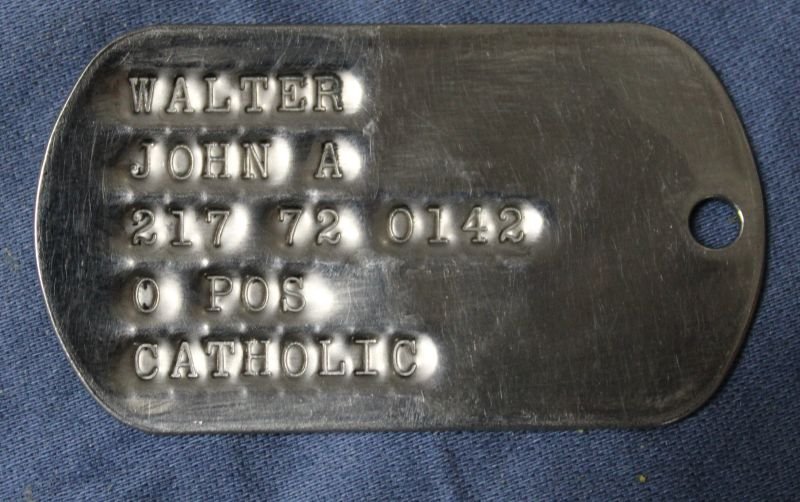 WALTER
JOHN A
217 72 0142
O POS
CATHOLIC